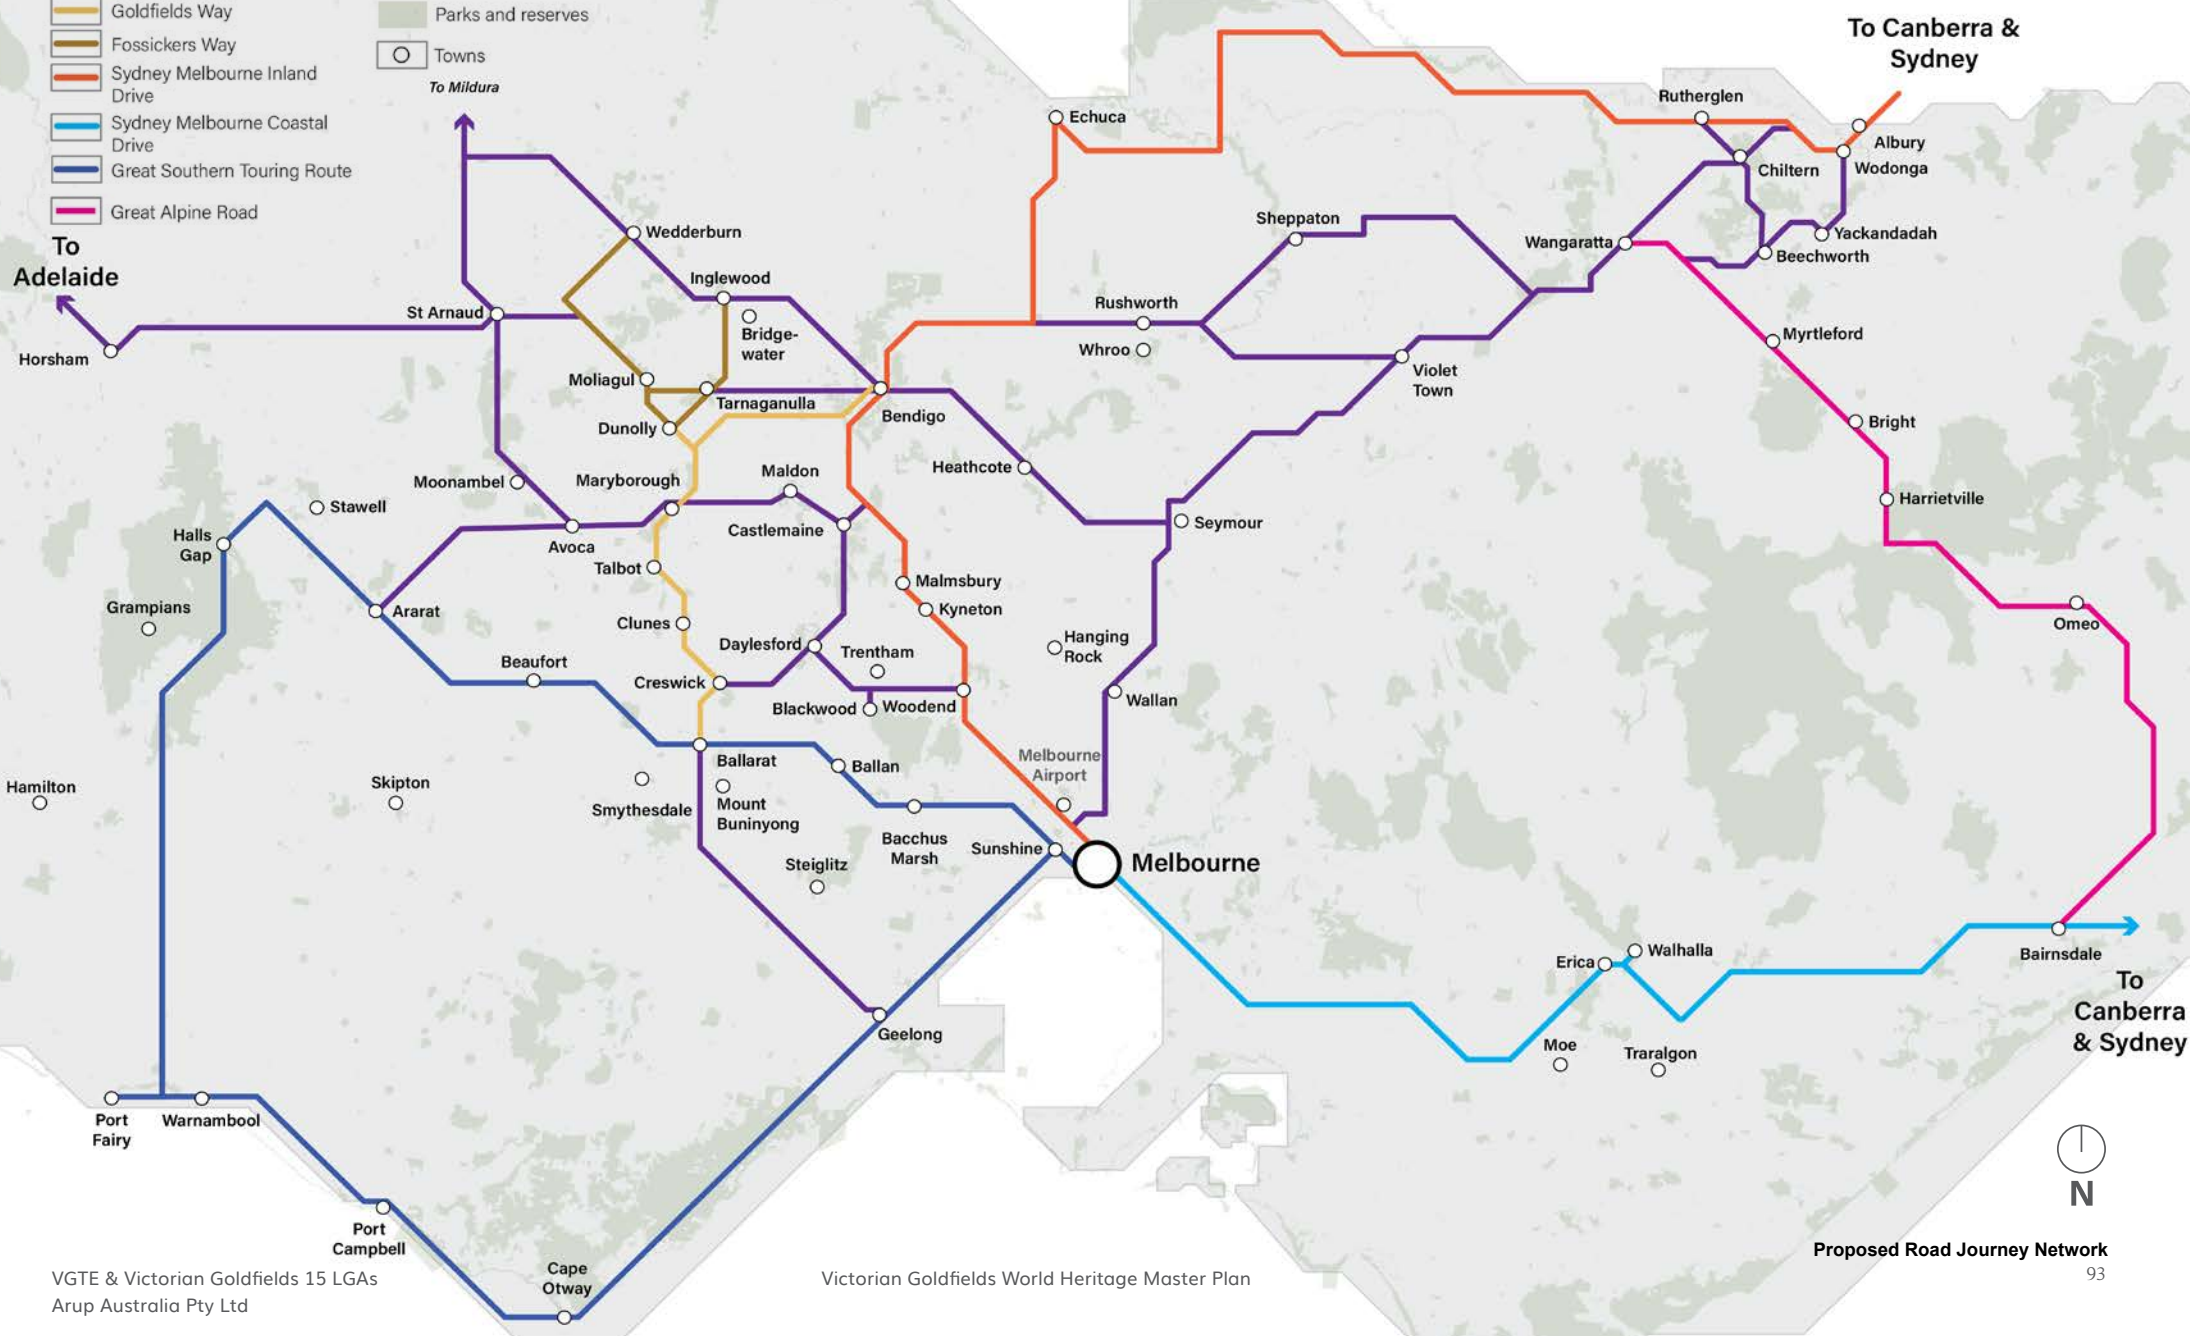 Goldfields Way
Fossickers Way
Sydney Melbourne Inland
Drive
Sydney Melbourne Coastal
Drive
Great Southern Touring Route
Great Alpine Road
Parks and reserves
Towns
To Mildura
To Canberra &
Sydney
Rutherglen
Echuca
Albury
Chiltern
Wodonga
To
Adelaide
Wedderburn
Sheppaton
Wangaratta
Yackandadah
Beechworth
Inglewood
St Arnaud
Rushworth
Horsham
Bridge-
water
Whroo
Myrtleford
Moliagul
Violet
Town
Tarnaganulla
Bendigo
Bright
Dunolly
Maldon
Heathcote
Moonambel
Maryborough
Stawell
Harrietville
Halls
Gap
Castlemaine
Seymour
Avoca
Talbot
Malmsbury
Grampians
Ararat
Kyneton
Clunes
Omeo
Daylesford
Trentham
Hanging
Rock
Beaufort
Creswick
Blackwood
Woodend
Wallan
Melbourne
Airport
Ballarat
Ballan
Hamilton
Skipton
Smythesdale
Mount
Buninyong
Bacchus
Marsh
Sunshine
Melbourne
Steiglitz
Walhalla
Erica
Bairnsdale
To
Canberra
& Sydney
Geelong
Moe
Traralgon
Port
Fairy
Warnambool
N
Port
Campbell
Cape
Otway
Proposed Road Journey Network
93
VGTE & Victorian Goldfields 15 LGAs
Arup Australia Pty Ltd
Victorian Goldfields World Heritage Master Plan